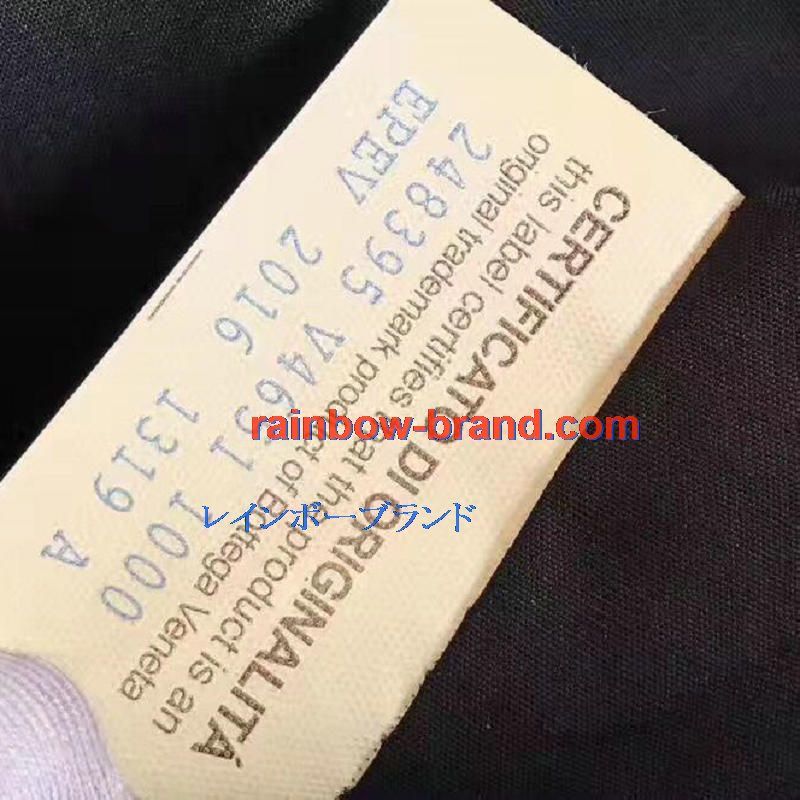 CERTIFICATO DI ORIGINALITÁ
this label certifies that the product is an
original trademark product of Bottega Veneta
248395 V4651 1000
EPEV 2016 1319 A
rainbow-brand.com
レインボーブランド